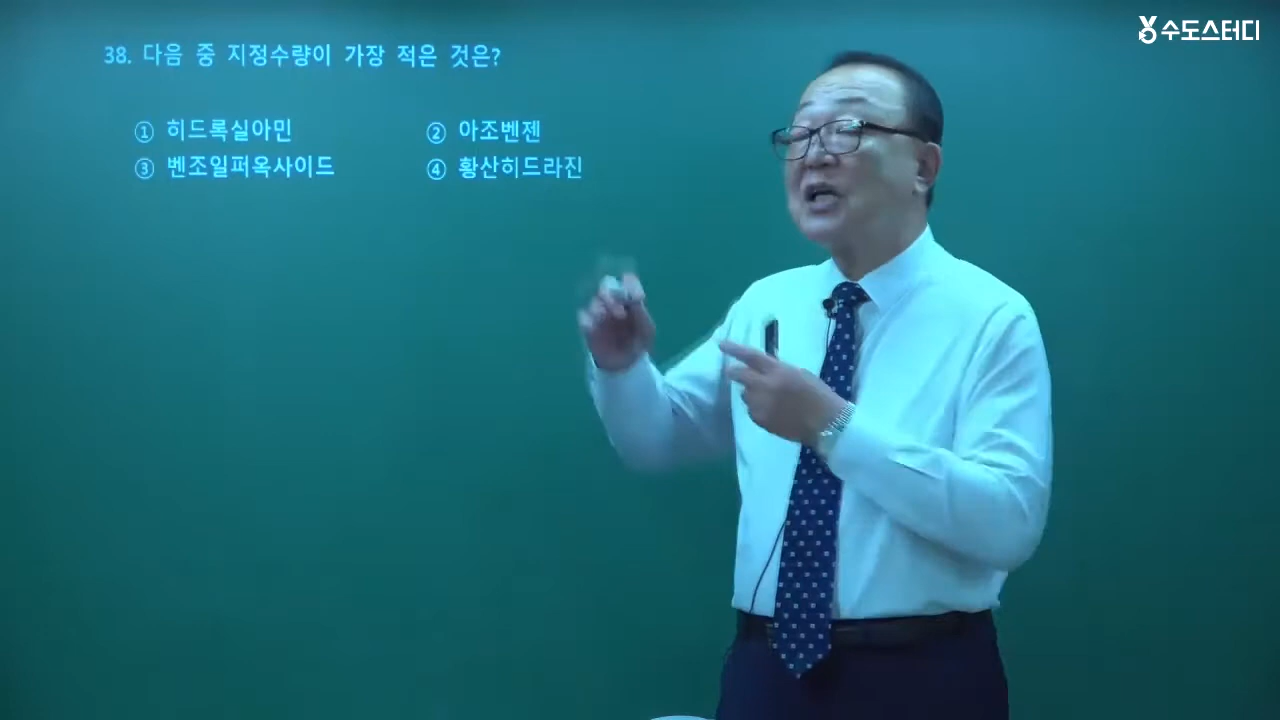 수도스터디
38. 다음 중 지정수량이 가장 적은 것은?
① 히드록실아민 ② 아조벤젠
③ 벤조일퍼옥사이드 ④ 황산히드라진